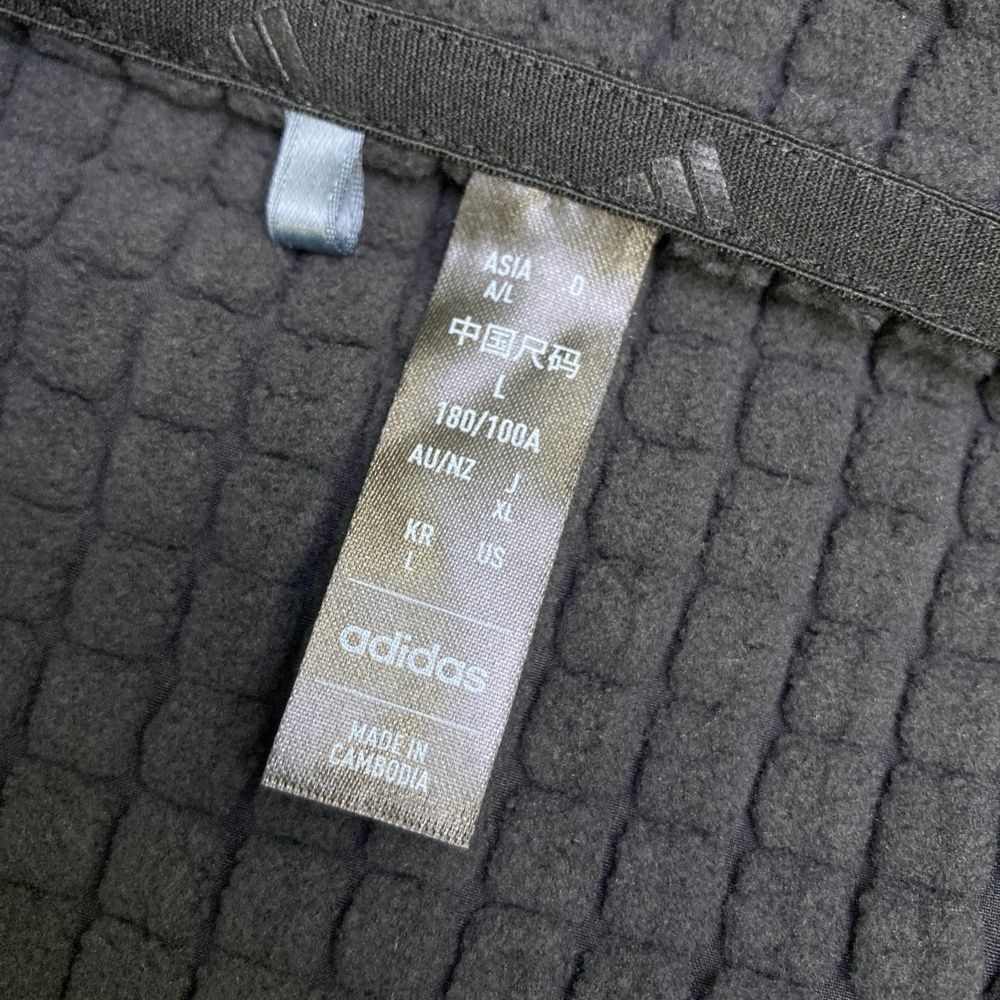 ASIA O
A/L
中国尺码
L
180/100A
AU/NZ J
XL
KR US
L
adidas
MADE IN
CAMBODIA